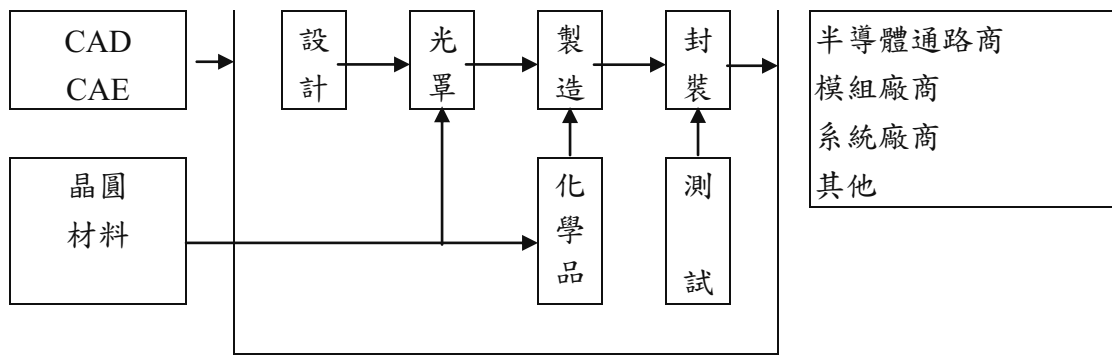 CAD
CAE
設計
光罩
製造
封裝
半導體通路商
模組廠商
系統廠商
其他
晶圓
材料
化學品
測試